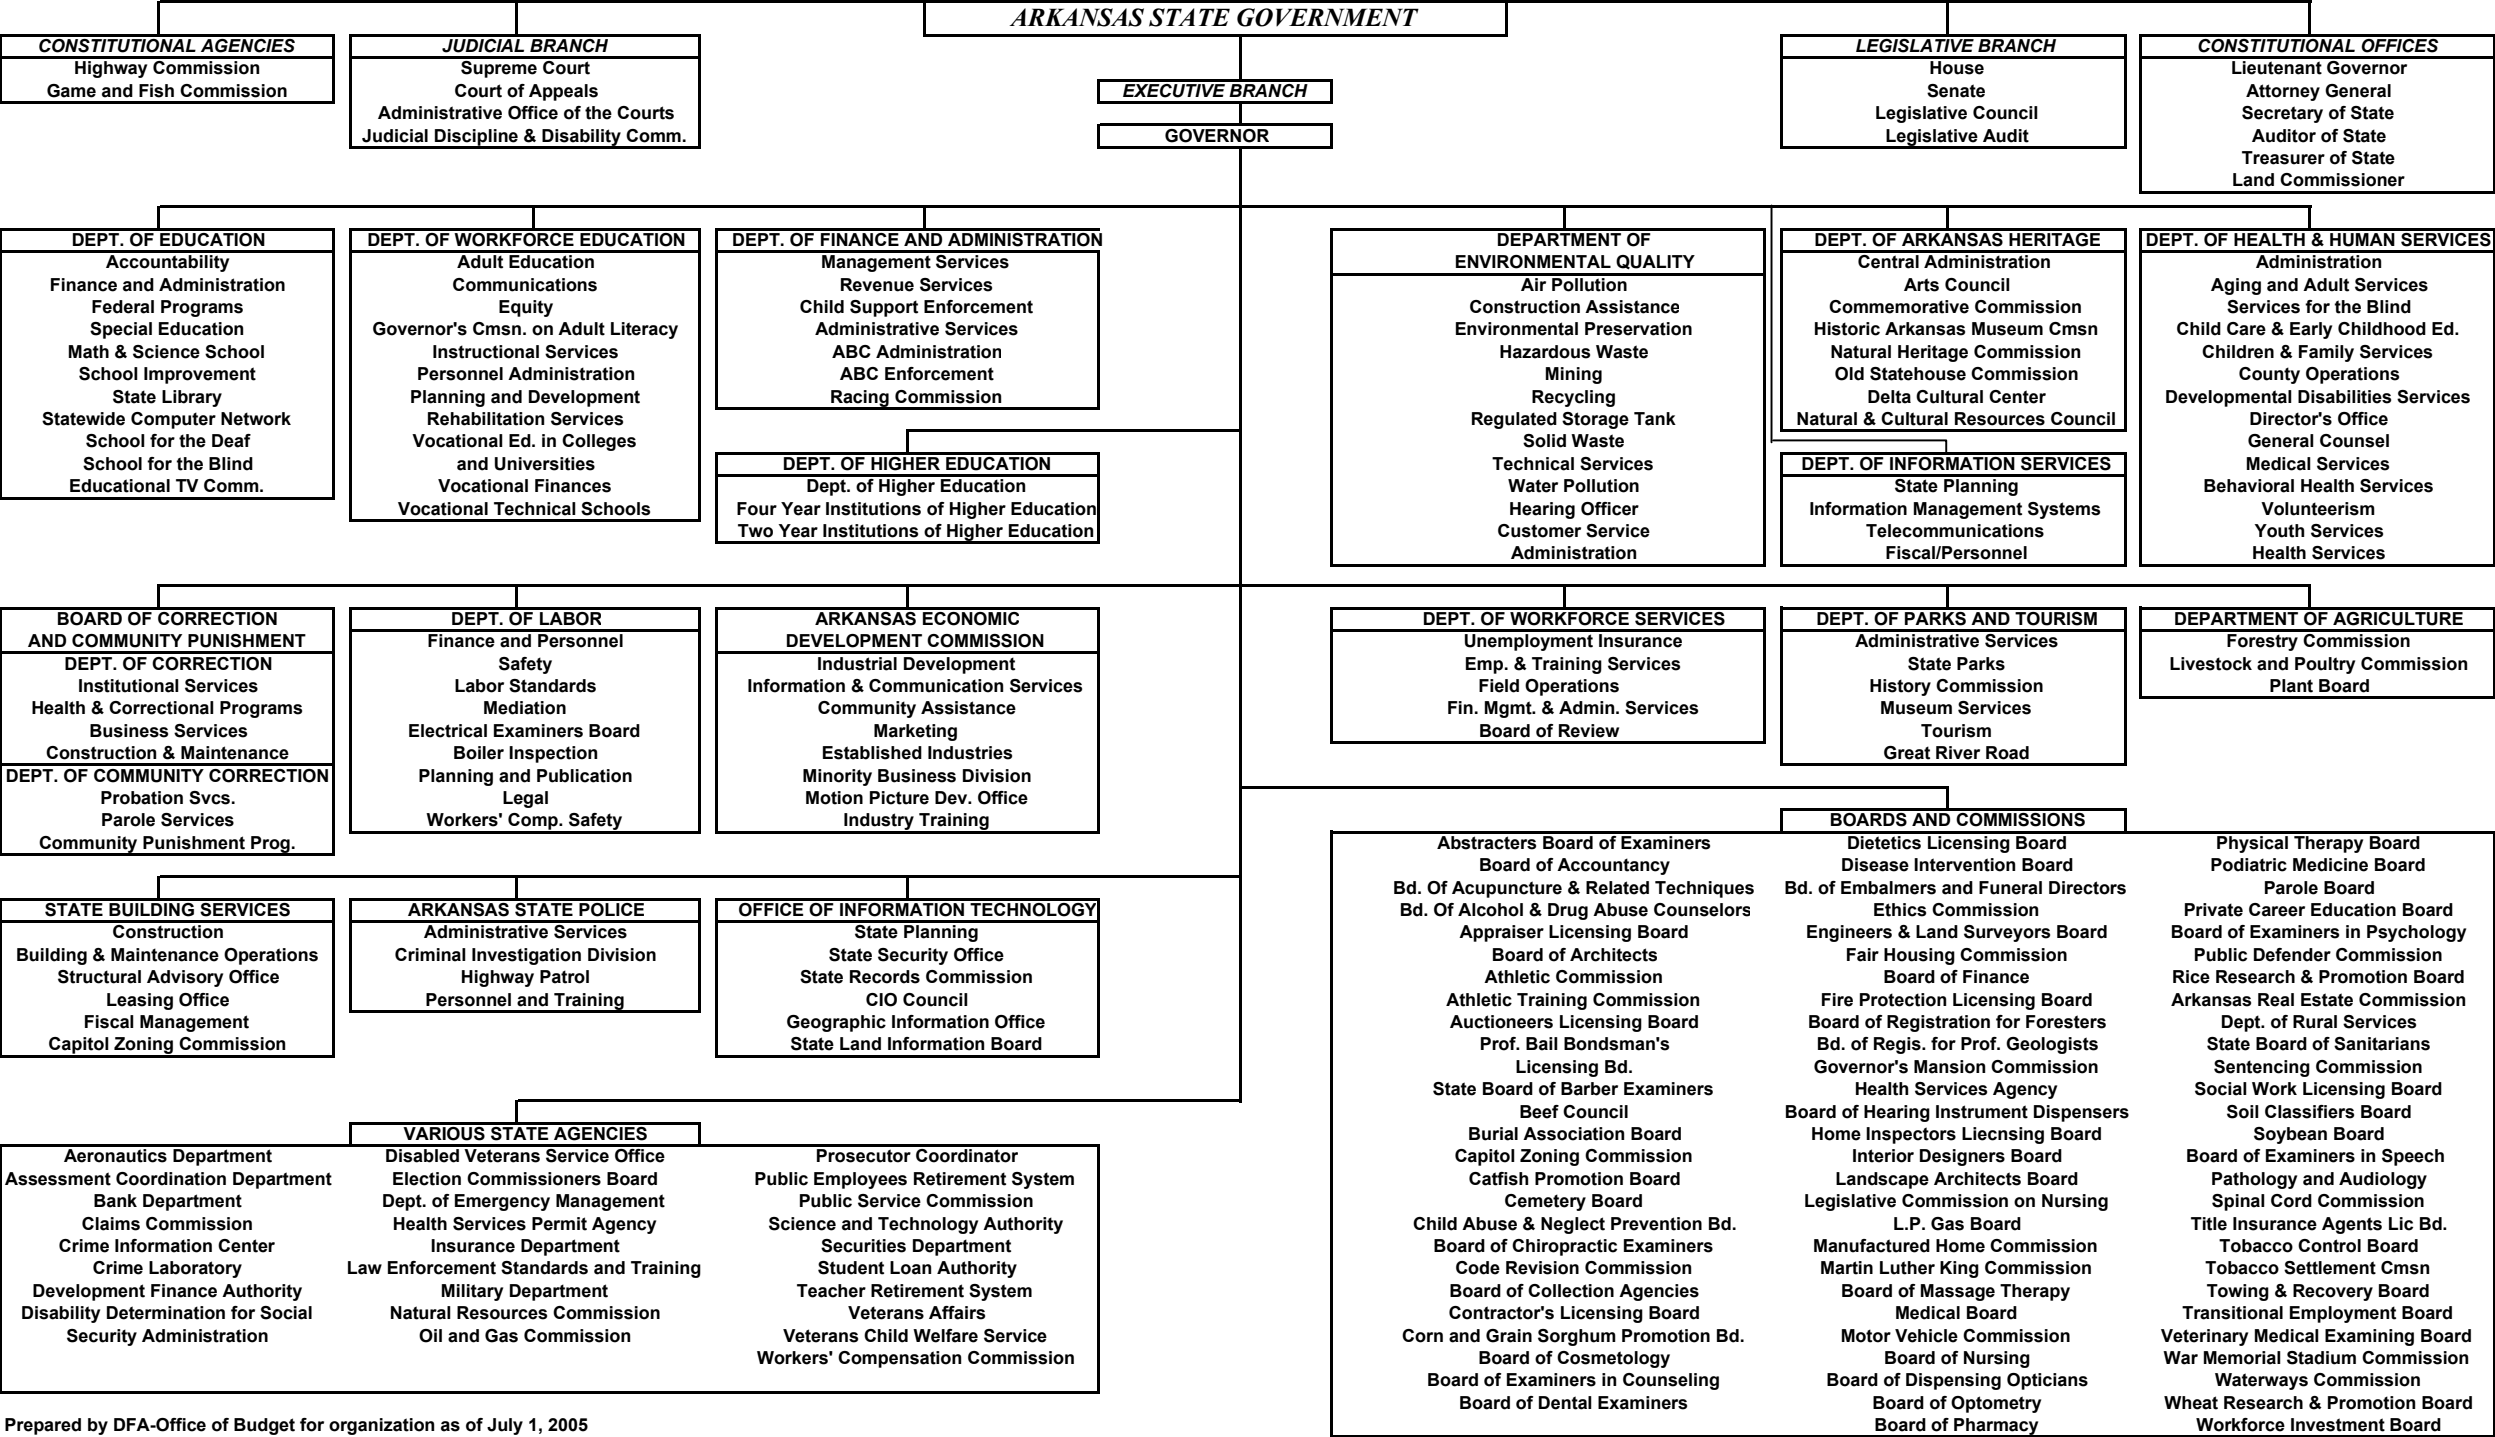 ARKANSAS STATE GOVERNMENT
CONSTITUTIONAL AGENCIES
Highway Commission
Game and Fish Commission
JUDICIAL BRANCH
Supreme Court
Court of Appeals
Administrative Office of the Courts
Judicial Discipline & Disability Comm.
EXECUTIVE BRANCH
GOVERNOR
LEGISLATIVE BRANCH
House
Senate
Legislative Council
Legislative Audit
CONSTITUTIONAL OFFICES
Lieutenant Governor
Attorney General
Secretary of State
Auditor of State
Treasurer of State
Land Commissioner
DEPT. OF EDUCATION
Accountability
Finance and Administration
Federal Programs
Special Education
Math & Science School
School Improvement
State Library
Statewide Computer Network
School for the Deaf
School for the Blind
Educational TV Comm.
DEPT. OF WORKFORCE EDUCATION
Adult Education
Communications
Equity
Governor's Cmsn. on Adult Literacy
Instructional Services
Personnel Administration
Planning and Development
Rehabilitation Services
Vocational Ed. in Colleges
and Universities
Vocational Finances
Vocational Technical Schools
DEPT. OF FINANCE AND ADMINISTRATION
Management Services
Revenue Services
Child Support Enforcement
Administrative Services
ABC Administration
ABC Enforcement
Racing Commission
DEPT. OF HIGHER EDUCATION
Dept. of Higher Education
Four Year Institutions of Higher Education
Two Year Institutions of Higher Education
DEPARTMENT OF
ENVIRONMENTAL QUALITY
Air Pollution
Construction Assistance
Environmental Preservation
Hazardous Waste
Mining
Recycling
Regulated Storage Tank
Solid Waste
Technical Services
Water Pollution
Hearing Officer
Customer Service
Administration
DEPT. OF ARKANSAS HERITAGE
Central Administration
Arts Council
Commemorative Commission
Historic Arkansas Museum Cmsn
Natural Heritage Commission
Old Statehouse Commission
Delta Cultural Center
Natural & Cultural Resources Council
DEPT. OF INFORMATION SERVICES
State Planning
Information Management Systems
Telecommunications
Fiscal/Personnel
DEPT. OF HEALTH & HUMAN SERVICES
Administration
Aging and Adult Services
Services for the Blind
Child Care & Early Childhood Ed.
Children & Family Services
County Operations
Developmental Disabilities Services
Director's Office
General Counsel
Medical Services
Behavioral Health Services
Volunteerism
Youth Services
Health Services
BOARD OF CORRECTION
AND COMMUNITY PUNISHMENT
DEPT. OF CORRECTION
Institutional Services
Health & Correctional Programs
Business Services
Construction & Maintenance
DEPT. OF COMMUNITY CORRECTION
Probation Svcs.
Parole Services
Community Punishment Prog.
DEPT. OF LABOR
Finance and Personnel
Safety
Labor Standards
Mediation
Electrical Examiners Board
Boiler Inspection
Planning and Publication
Legal
Workers' Comp. Safety
ARKANSAS ECONOMIC
DEVELOPMENT COMMISSION
Industrial Development
Information & Communication Services
Community Assistance
Marketing
Established Industries
Minority Business Division
Motion Picture Dev. Office
Industry Training
DEPT. OF WORKFORCE SERVICES
Unemployment Insurance
Emp. & Training Services
Field Operations
Fin. Mgmt. & Admin. Services
Board of Review
DEPT. OF PARKS AND TOURISM
Administrative Services
State Parks
History Commission
Museum Services
Tourism
Great River Road
DEPARTMENT OF AGRICULTURE
Forestry Commission
Livestock and Poultry Commission
Plant Board
STATE BUILDING SERVICES
Construction
Building & Maintenance Operations
Structural Advisory Office
Leasing Office
Fiscal Management
Capitol Zoning Commission
ARKANSAS STATE POLICE
Administrative Services
Criminal Investigation Division
Highway Patrol
Personnel and Training
OFFICE OF INFORMATION TECHNOLOGY
State Planning
State Security Office
State Records Commission
CIO Council
Geographic Information Office
State Land Information Board
VARIOUS STATE AGENCIES
Aeronautics Department
Assessment Coordination Department
Bank Department
Claims Commission
Crime Information Center
Crime Laboratory
Development Finance Authority
Disability Determination for Social
Security Administration
Disabled Veterans Service Office
Election Commissioners Board
Dept. of Emergency Management
Health Services Permit Agency
Insurance Department
Law Enforcement Standards and Training
Military Department
Natural Resources Commission
Oil and Gas Commission
Prosecutor Coordinator
Public Employees Retirement System
Public Service Commission
Science and Technology Authority
Securities Department
Student Loan Authority
Teacher Retirement System
Veterans Affairs
Veterans Child Welfare Service
Workers' Compensation Commission
BOARDS AND COMMISSIONS
Abstracters Board of Examiners
Board of Accountancy
Bd. Of Acupuncture & Related Techniques
Bd. Of Alcohol & Drug Abuse Counselors
Appraiser Licensing Board
Board of Architects
Athletic Commission
Athletic Training Commission
Auctioneers Licensing Board
Prof. Bail Bondsman's
Licensing Bd.
State Board of Barber Examiners
Beef Council
Burial Association Board
Capitol Zoning Commission
Catfish Promotion Board
Cemetery Board
Child Abuse & Neglect Prevention Bd.
Board of Chiropractic Examiners
Code Revision Commission
Board of Collection Agencies
Contractor's Licensing Board
Corn and Grain Sorghum Promotion Bd.
Board of Cosmetology
Board of Examiners in Counseling
Board of Dental Examiners
Dietetics Licensing Board
Disease Intervention Board
Bd. of Embalmers and Funeral Directors
Ethics Commission
Engineers & Land Surveyors Board
Fair Housing Commission
Board of Finance
Fire Protection Licensing Board
Board of Registration for Foresters
Bd. of Regis. for Prof. Geologists
Governor's Mansion Commission
Health Services Agency
Board of Hearing Instrument Dispensers
Home Inspectors Liecnsing Board
Interior Designers Board
Landscape Architects Board
Legislative Commission on Nursing
L.P. Gas Board
Manufactured Home Commission
Martin Luther King Commission
Board of Massage Therapy
Medical Board
Motor Vehicle Commission
Board of Nursing
Board of Dispensing Opticians
Board of Optometry
Board of Pharmacy
Physical Therapy Board
Podiatric Medicine Board
Parole Board
Private Career Education Board
Board of Examiners in Psychology
Public Defender Commission
Rice Research & Promotion Board
Arkansas Real Estate Commission
Dept. of Rural Services
State Board of Sanitarians
Sentencing Commission
Social Work Licensing Board
Soil Classifiers Board
Soybean Board
Board of Examiners in Speech
Pathology and Audiology
Spinal Cord Commission
Title Insurance Agents Lic Bd.
Tobacco Control Board
Tobacco Settlement Cmsn
Towing & Recovery Board
Transitional Employment Board
Veterinary Medical Examining Board
War Memorial Stadium Commission
Waterways Commission
Wheat Research & Promotion Board
Workforce Investment Board
Prepared by DFA-Office of Budget for organization as of July 1, 2005